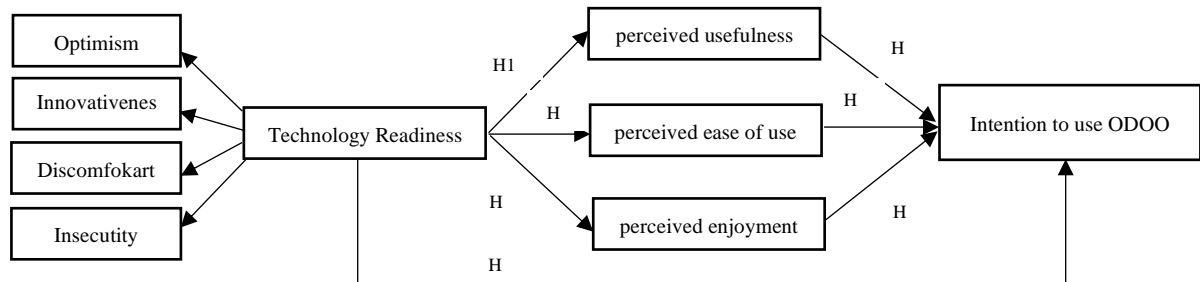 Optimism
Innovativenes
Discomfokart
Insecutity
Technology Readiness
H1
H
H
H
perceived usefulness
perceived ease of use
perceived enjoyment
H
H
H
Intention to use ODOO